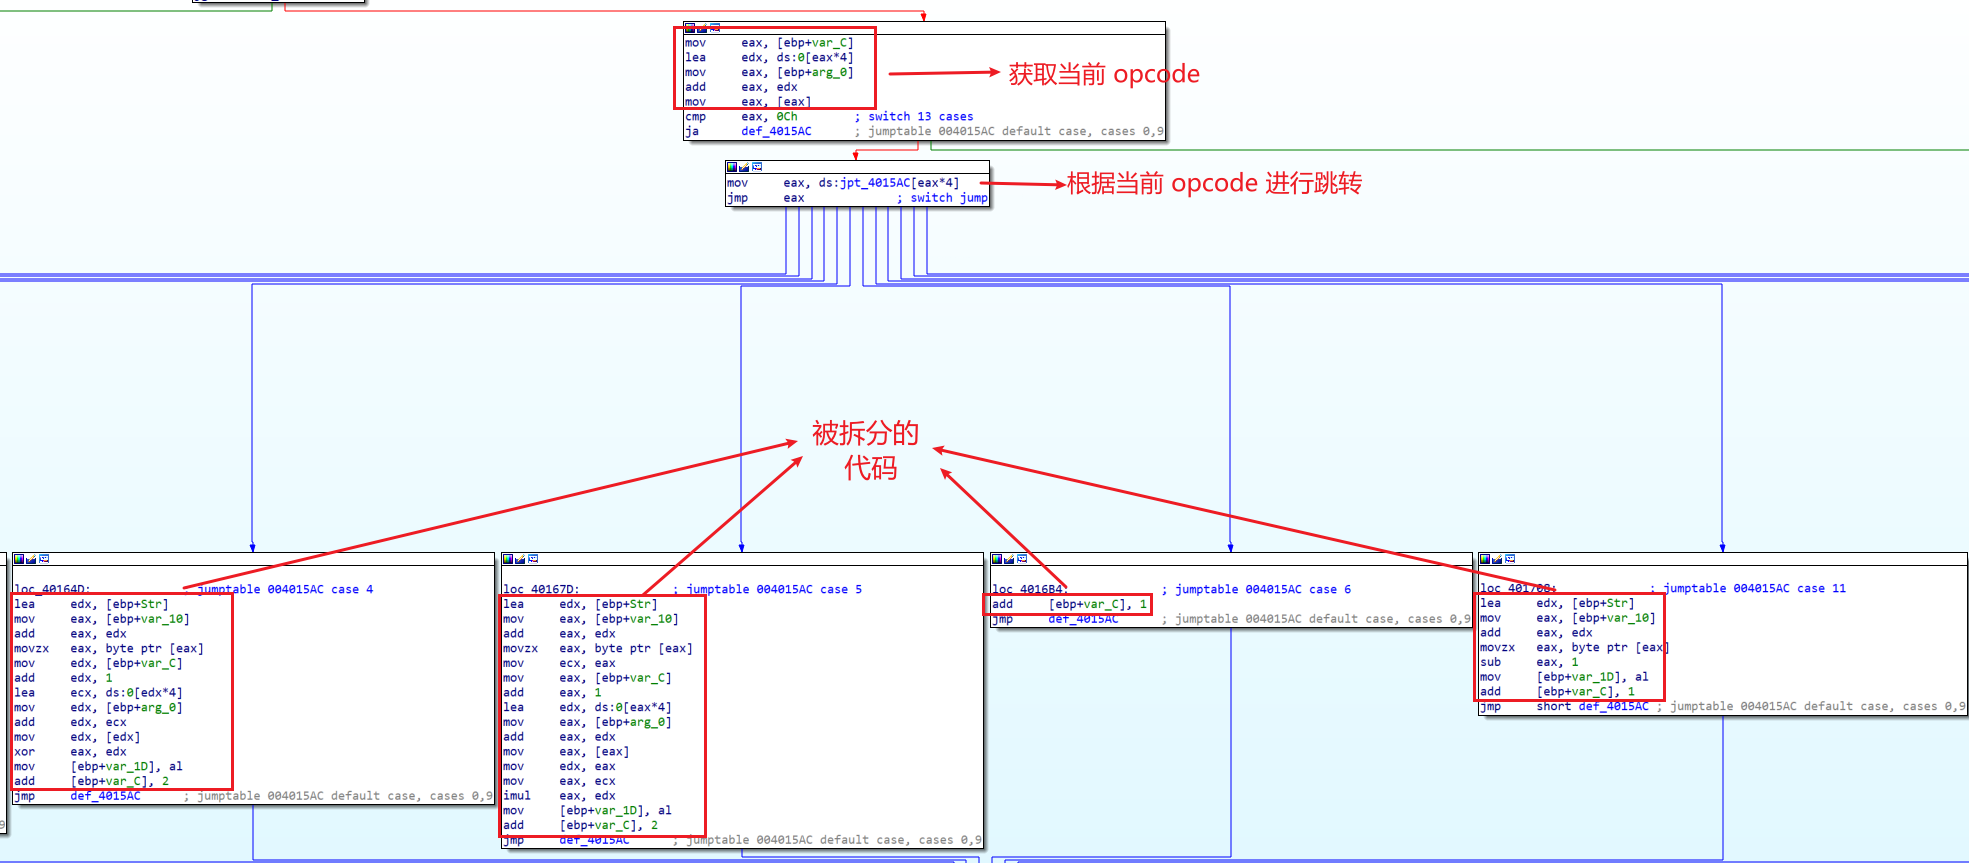 mov eax, [ebp+var_C]
lea edx, ds:0[eax*4]
mov eax, [ebp+arg_0]
add eax, edx
mov eax, [eax]
cmp eax, 0Ch ; switch 13 cases
ja def_4015AC ; jumptable 004015AC default case, cases 0,9
获取当前 opcode
mov eax, ds:jpt_4015AC[eax*4]
jmp eax ; switch jump
根据当前 opcode 进行跳转
被拆分的
代码
loc_40164D: ; jumptable 004015AC case 4
lea edx, [ebp+Str]
mov eax, [ebp+var_10]
add eax, edx
movzx eax, byte ptr [eax]
mov edx, [ebp+var_C]
add edx, 1
lea ecx, ds:0[edx*4]
mov edx, [ebp+arg_0]
add edx, ecx
mov edx, [edx]
xor eax, edx
mov [ebp+var_1D], al
add [ebp+var_C], 2
jmp def_4015AC ; jumptable 004015AC default case, cases 0,9
loc_40167D: ; jumptable 004015AC case 5
lea edx, [ebp+Str]
mov eax, [ebp+var_10]
add eax, edx
movzx eax, byte ptr [eax]
mov ecx, eax
mov eax, [ebp+var_C]
add eax, 1
lea edx, ds:0[eax*4]
mov eax, [ebp+arg_0]
add eax, edx
mov eax, [eax]
mov edx, eax
mov eax, ecx
imul eax, edx
mov [ebp+var_1D], al
add [ebp+var_C], 2
jmp def_4015AC ; jumptable 004015AC default case, cases 0,9
loc_4016B4: ; jumptable 004015AC case 6
add [ebp+var_C], 1
jmp def_4015AC ; jumptable 004015AC default case, cases 0,9
; jumptable 004015AC case 11
lea edx, [ebp+Str]
mov eax, [ebp+var_10]
add eax, edx
movzx eax, byte ptr [eax]
sub eax, 1
mov [ebp+var_1D], al
add [ebp+var_C], 1
jmp short def_4015AC ; jumptable 004015AC default case, cases 0,9